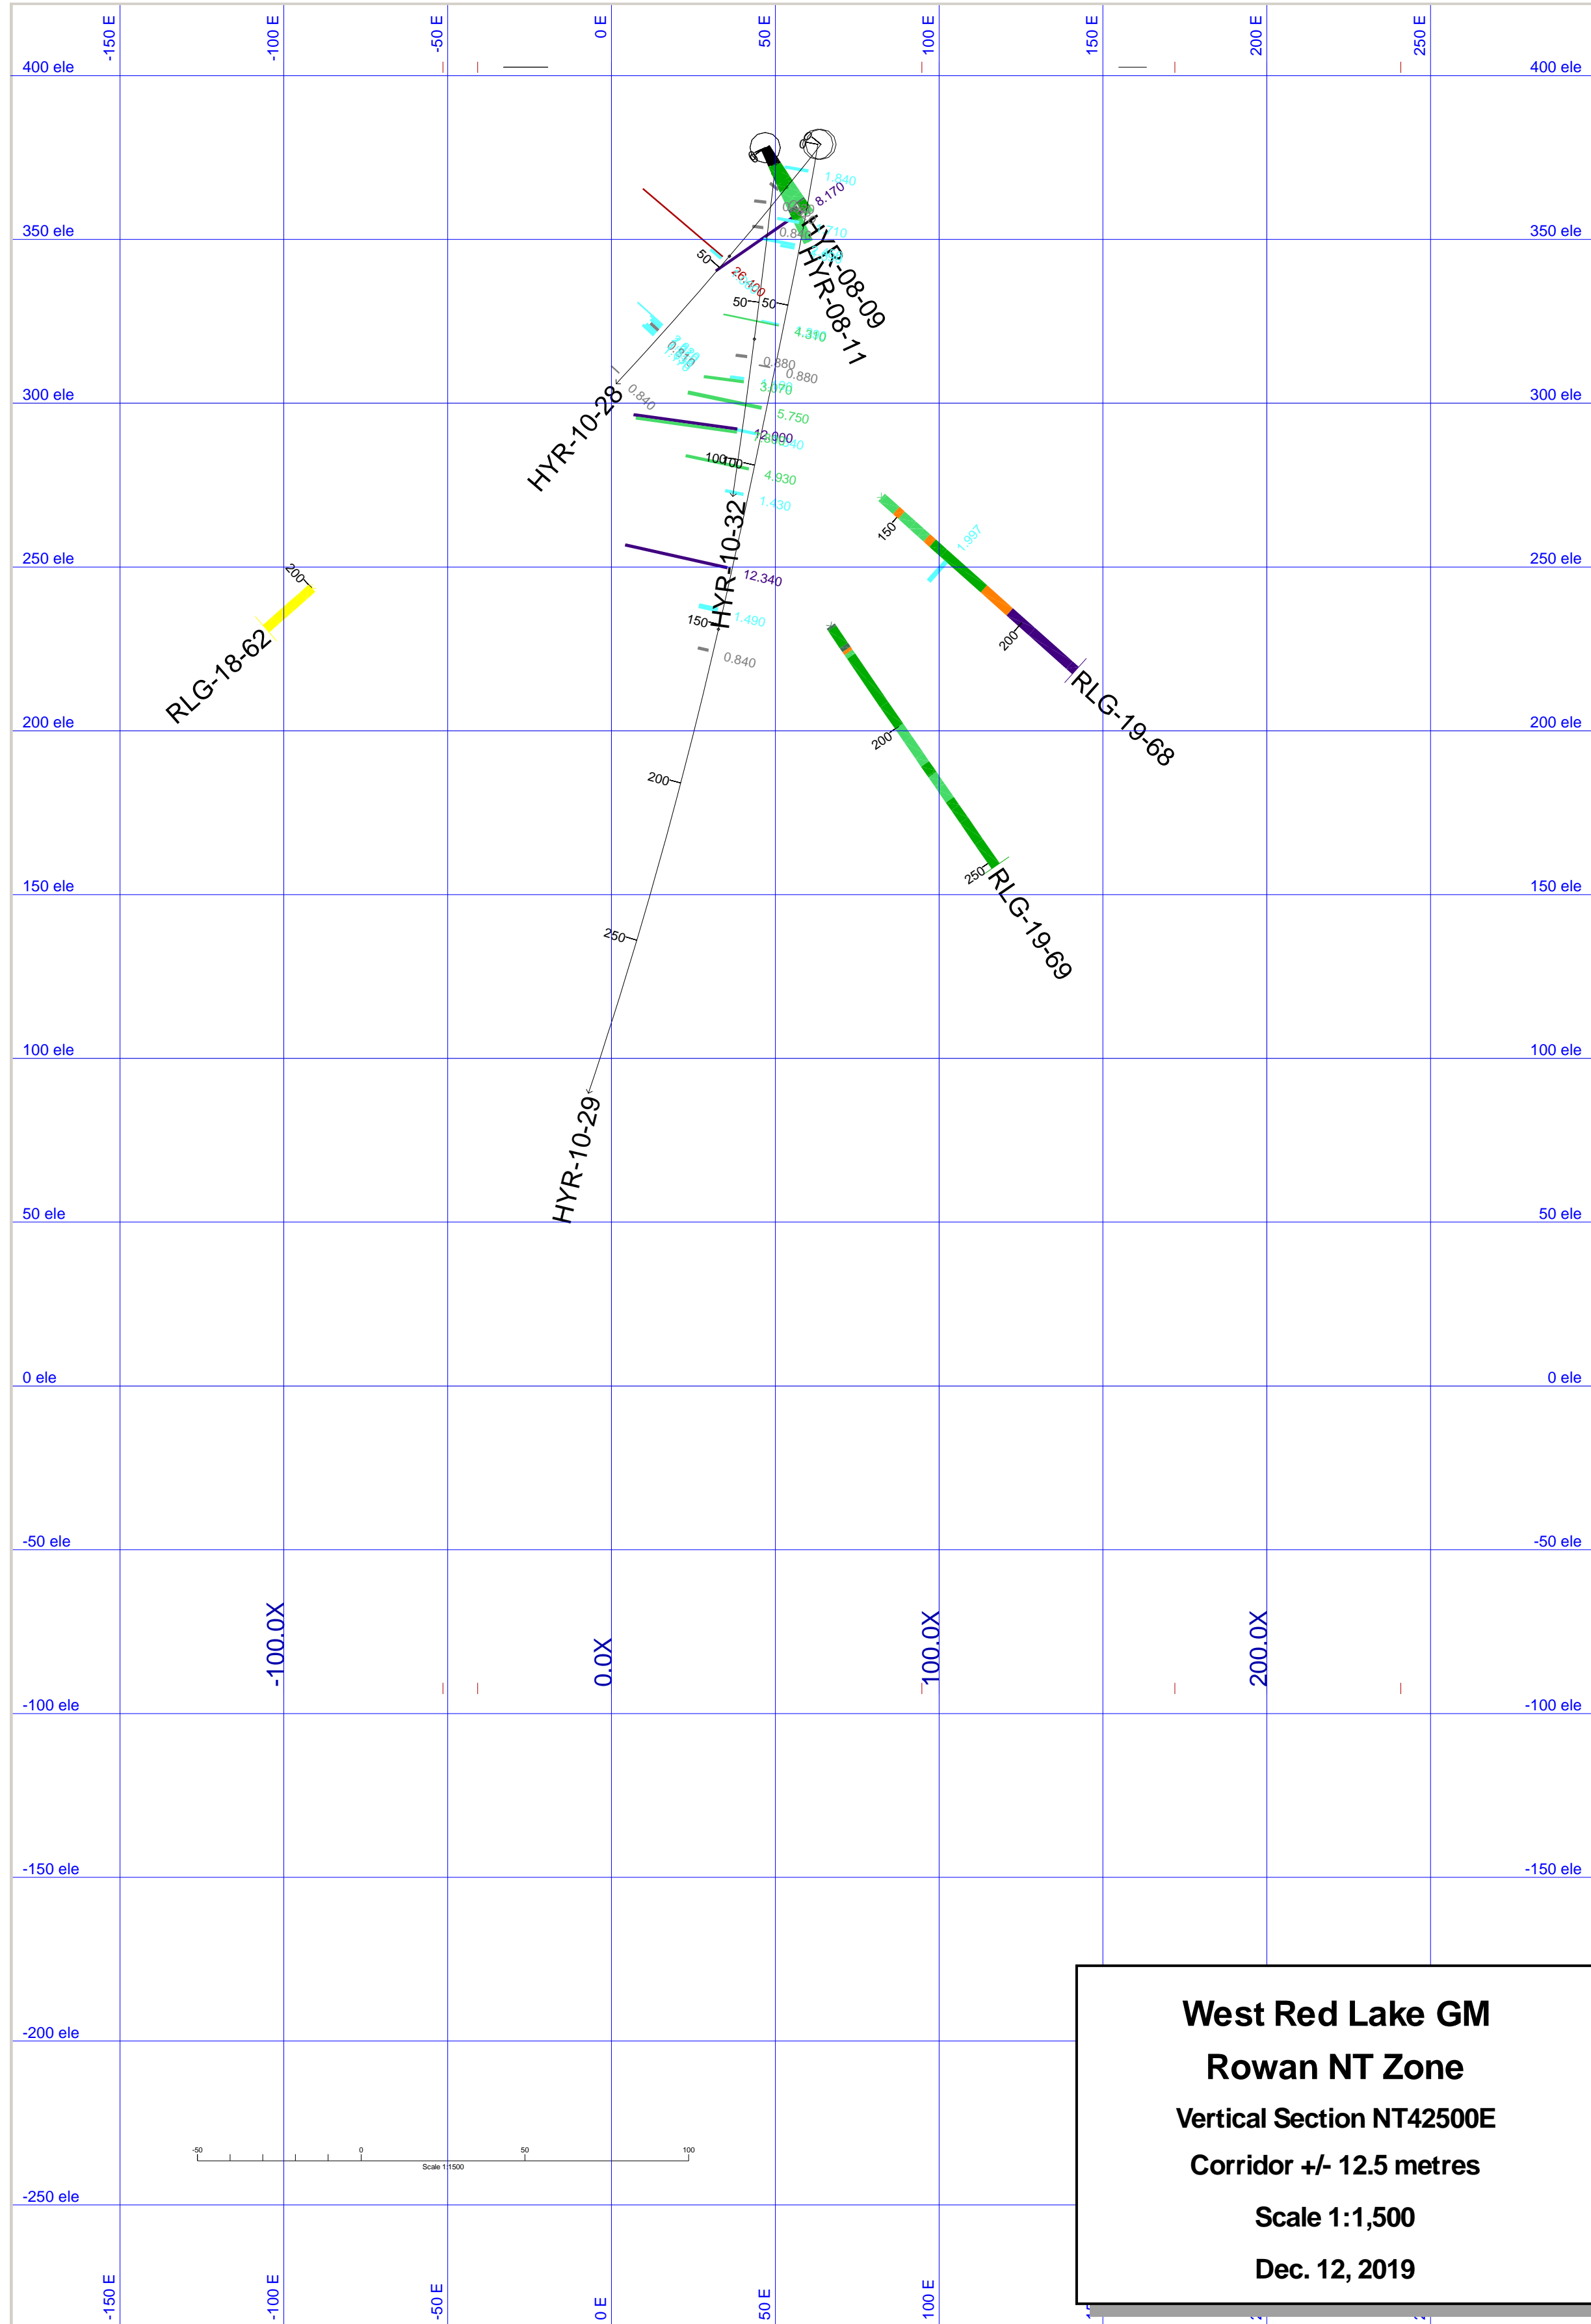 -150 E
-100 E
-50 E
0 E
50 E
100 E
150 E
200 E
250 E
400 ele
400 ele
350 ele
350 ele
300 ele
300 ele
250 ele
250 ele
200 ele
200 ele
150 ele
150 ele
100 ele
100 ele
50 ele
50 ele
0 ele
0 ele
-50 ele
-50 ele
-100 ele
-100 ele
-150 ele
-150 ele
-200 ele
-250 ele
1.840
8.170
0.840
HYR-08-09
HYR-08-11
50
26.400
50
50
4.310
0.810
0.880
0.880
3.070
0.840
HYR-10-28
5.750
12.000
100
100
4.930
1.430
HYR-10-32
12.340
1.490
150
0.840
200
250
HYR-10-29
200
RLG-18-62
150
1.997
200
RLG-19-68
200
250
RLG-19-69
-100.0X
0.0X
100.0X
200.0X
-50
0
50
100
Scale 1:1500
West Red Lake GM
Rowan NT Zone
Vertical Section NT42500E
Corridor +/- 12.5 metres
Scale 1:1,500
Dec. 12, 2019
-150 E
-100 E
-50 E
0 E
50 E
100 E